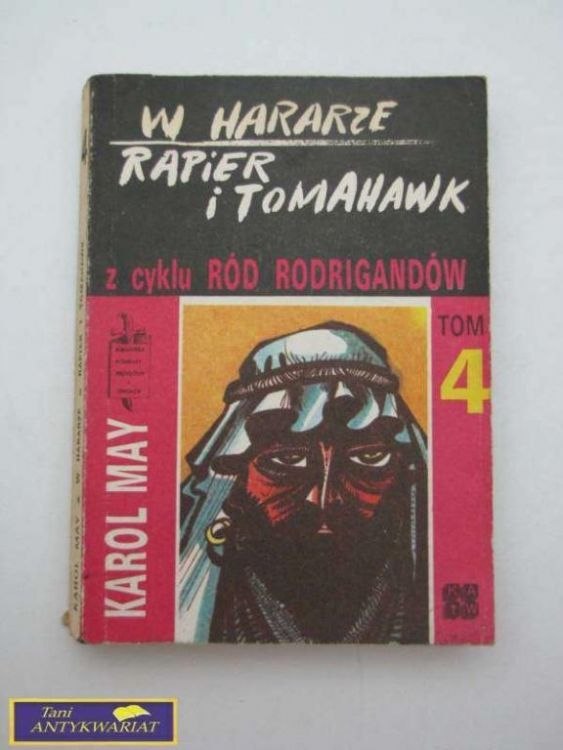 W HARARZE
RAPIER
i TOMAHAWK
z cyklu RÓD RODRIGANDÓW
TOM
4
KAROL MAY
KAROL MAY W HARARZE RAPIER I TOMAHAWK
K A
T W
Tani
ANTYKWARIAT